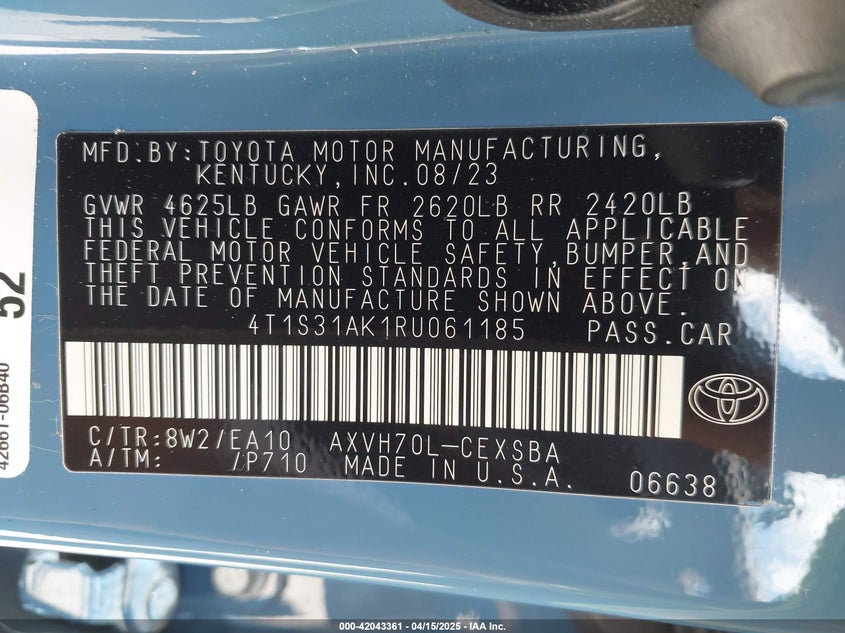 MFD.BY:TOYOTA MOTOR MANUFACTURING,
KENTUCKY,INC.08/23
GVWR 4625LB GAWR FR 2620LB RR 2420LB
THIS VEHICLE CONFORMS TO ALL APPLICABLE
FEDERAL MOTOR VEHICLE SAFETY,BUMPER,AND
THEFT PREVENTION STANDARDS IN EFFECT ON
THE DATE OF MANUFACTURE SHOWN ABOVE.
4T1S31AK1RU061185 PASS.CAR
C/TR:8W2/EA10 AXVH70L-CEXSBA
A/TM: /P710 MADE IN U.S.A. 06638
52
42661-06B40
000-42043361 | 04/15/2025 - IAA Inc.